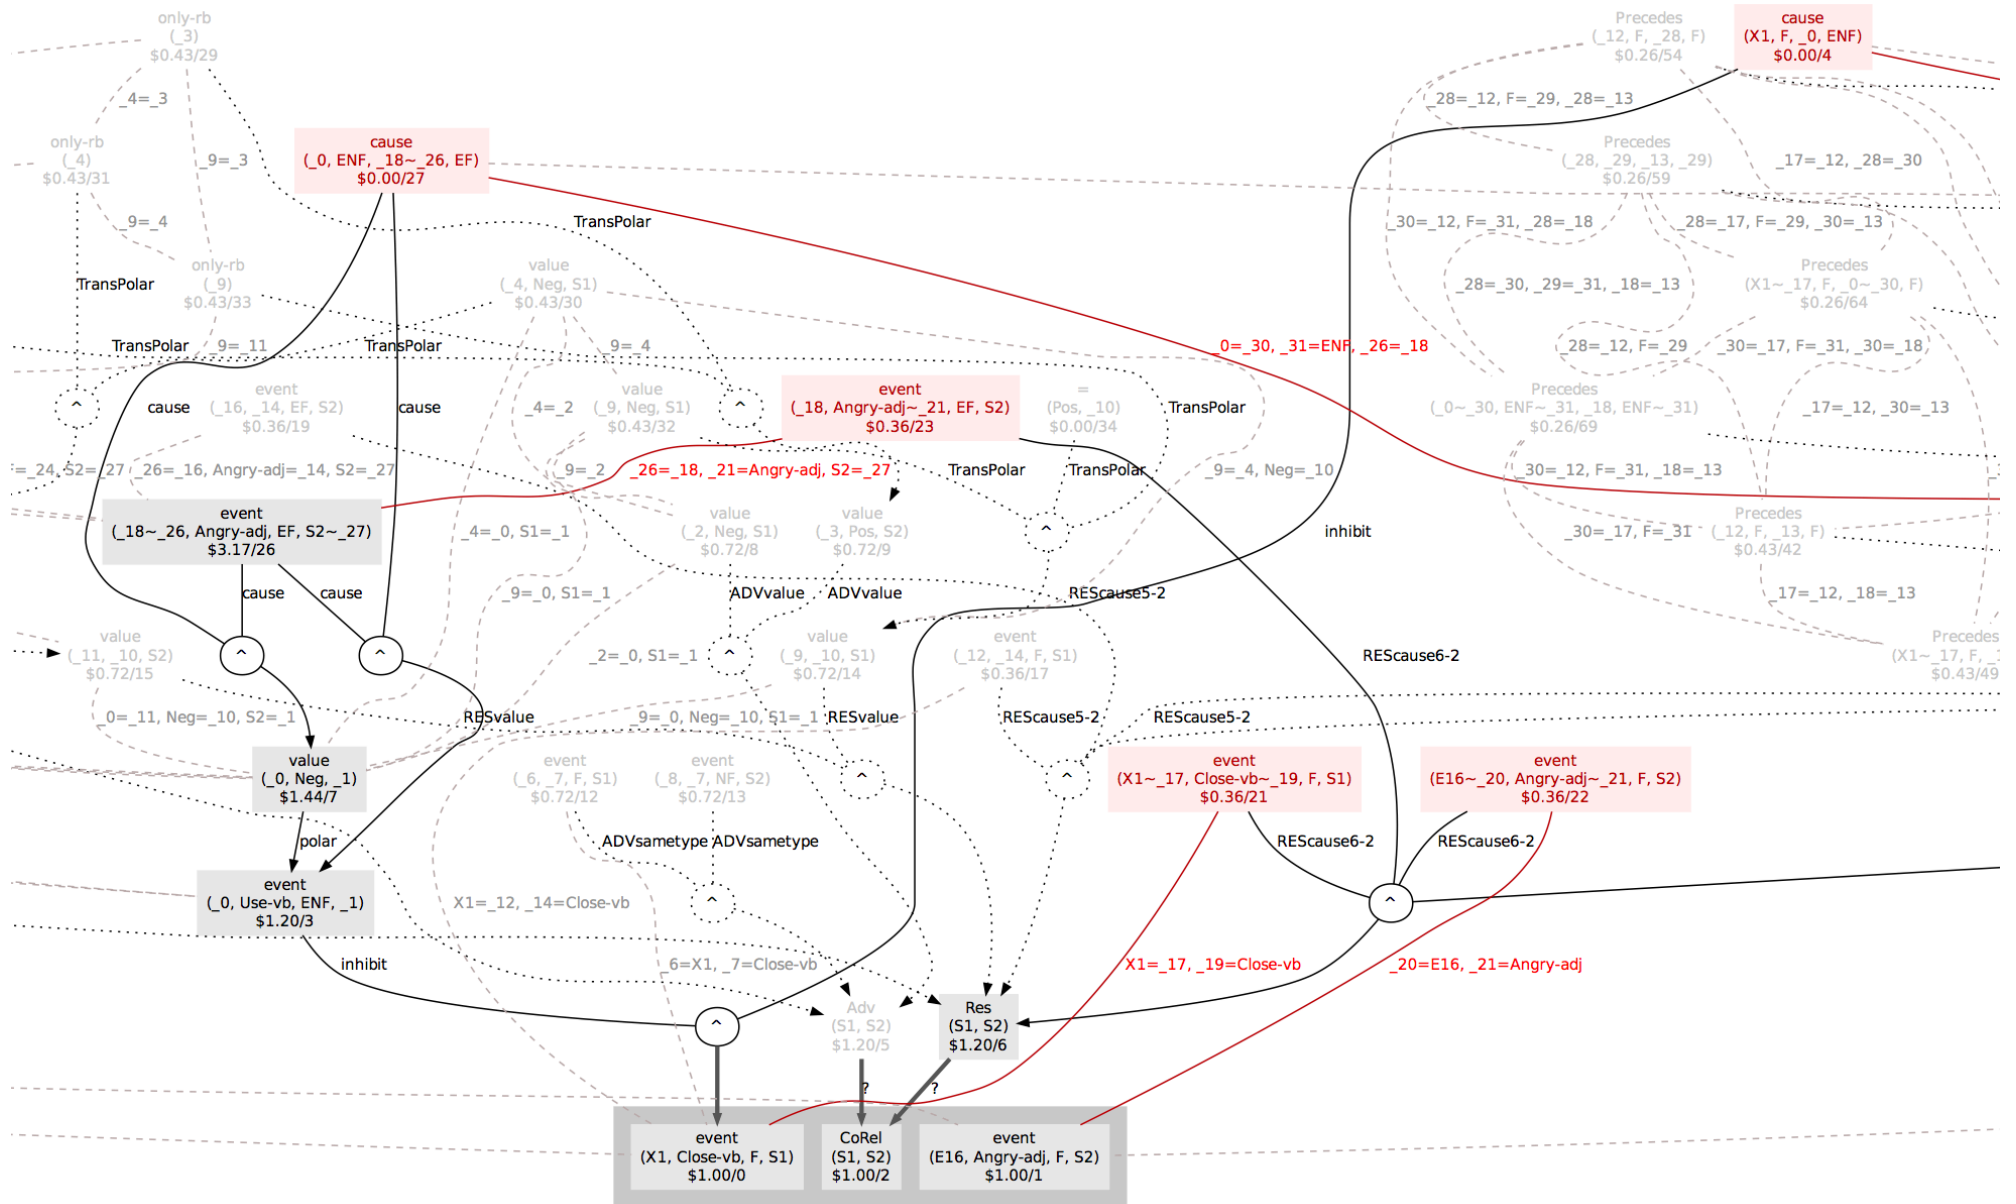 only-rb
(_3)
$0.43/29
Precedes
(_12, F, _28, F)
$0.26/54
cause
(X1, F, _0, ENF)
$0.00/4
_4=_3
_28=_12, F=_29, _28=_13
only-rb
(_4)
$0.43/31
_9=_3
cause
(_0, ENF, _18~_26, EF)
$0.00/27
Precedes
(_28, _29, _13, _29)
$0.26/59
_17=_12, _28=_30
_9=_4
TransPolar
_30=_12, F=_31, _28=_18
_28=_17, F=_29, _30=_13
TransPolar
only-rb
(_9)
$0.43/33
value
(_4, Neg, S1)
$0.43/30
_28=_30, _29=_31, _18=_13
Precedes
(X1~_17, F, _0~_30, F)
$0.26/64
TransPolar
_9=_11
TransPolar
_9=_4
_0=_30, _31=ENF, _26=_18
_28=_12, F=_29
_30=_17, F=_31, _30=_18
^
cause
event
(_16, _14, EF, S2)
$0.36/19
cause
_4=_2
value
(_9, Neg, S1)
$0.43/32
^
event
(_18, Angry-adj~_21, EF, S2)
$0.36/23
=
(Pos, _10)
$0.00/34
TransPolar
Precedes
(_0~_30, ENF~_31, _18, ENF~_31)
$0.26/69
_17=_12, _30=_13
=_24, S2=_27
_26=_16, Angry-adj=_14, S2=_27
_9=_2
_26=_18, _21=Angry-adj, S2=_27
TransPolar
TransPolar
_9=_4, Neg=_10
_30=_12, F=_31, _18=_13
event
(_18~_26, Angry-adj, EF, S2~_27)
$3.17/26
_4=_0, S1=_1
value
(_2, Neg, S1)
$0.72/8
value
(_3, Pos, S2)
$0.72/9
^
inhibit
_30=_17, F=_31
Precedes
(_12, F, _13, F)
$0.43/42
cause
cause
_9=_0, S1=_1
ADVvalue
ADVvalue
REScause5-2
_17=_12, _18=_13
value
(_11, _10, S2)
$0.72/15
^
^
_2=_0, S1=_1
^
value
(_9, _10, S1)
$0.72/14
event
(_12, _14, F, S1)
$0.36/17
REScause6-2
Precedes
(X1~_17, F, _
$0.43/49
_0=_11, Neg=_10, S2=_1
RESvalue
_9=_0, Neg=_10, S1=_1
RESvalue
REScause5-2
REScause5-2
value
(_0, Neg, _1)
$1.44/7
event
(_6, _7, F, S1)
$0.72/12
event
(_8, _7, NF, S2)
$0.72/13
^
^
event
(X1~_17, Close-vb~_19, F, S1)
$0.36/21
event
(E16~_20, Angry-adj~_21, F, S2)
$0.36/22
polar
ADVsametype
ADVsametype
REScause6-2
REScause6-2
event
(_0, Use-vb, ENF, _1)
$1.20/3
X1=_12, _14=Close-vb
^
^
inhibit
_6=X1, _7=Close-vb
X1=_17, _19=Close-vb
_20=E16, _21=Angry-adj
^
Adv
(S1, S2)
$1.20/5
Res
(S1, S2)
$1.20/6
?
?
event
(X1, Close-vb, F, S1)
$1.00/0
CoRel
(S1, S2)
$1.00/2
event
(E16, Angry-adj, F, S2)
$1.00/1